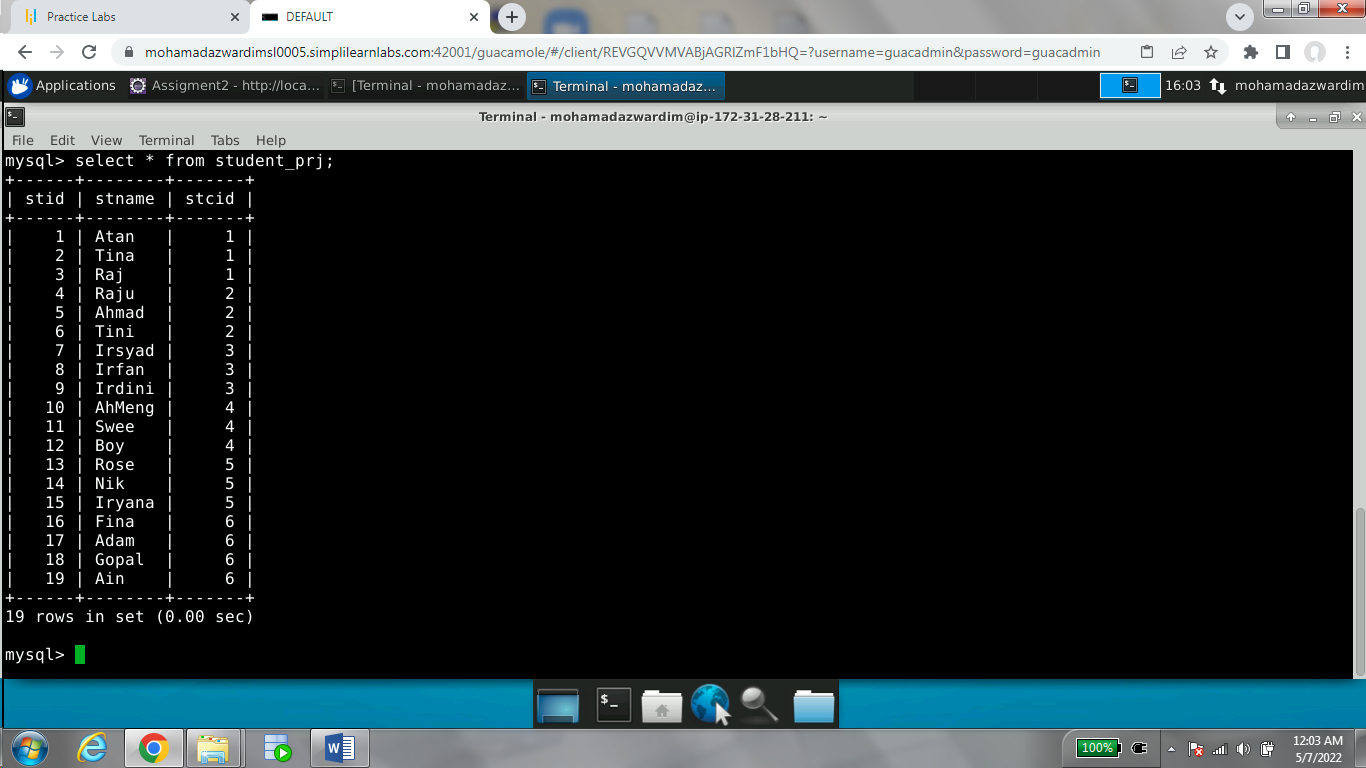 Practice Labs
DEFAULT
mohamadazwardimsl0005.simplilearnlabs.com:42001/guacamole/#/client/REVGQVVMVABjAGRlZmF1bHQ=?username=guacadmin&password=guacadmin
Applications
Assigment2 - http://loca...
[Terminal - mohamadaz...
Terminal - mohamadaz...
16:03
mohamadazwardim
Terminal - mohamadazwardim@ip-172-31-28-211: ~
File Edit View Terminal Tabs Help
mysql> select * from student_prj;
+------+--------+-------+
| stid | stname | stcid |
+------+--------+-------+
|    1 | Atan   |     1 |
|    2 | Tina   |     1 |
|    3 | Raj    |     1 |
|    4 | Raju   |     2 |
|    5 | Ahmad  |     2 |
|    6 | Tini   |     2 |
|    7 | Irsyad |     3 |
|    8 | Irfan  |     3 |
|    9 | Irdini |     3 |
|   10 | AhMeng |     4 |
|   11 | Swee   |     4 |
|   12 | Boy    |     4 |
|   13 | Rose   |     5 |
|   14 | Nik    |     5 |
|   15 | Iryana |     5 |
|   16 | Fina   |     6 |
|   17 | Adam   |     6 |
|   18 | Gopal  |     6 |
|   19 | Ain    |     6 |
+------+--------+-------+
19 rows in set (0.00 sec)
mysql>
100%
12:03 AM
5/7/2022